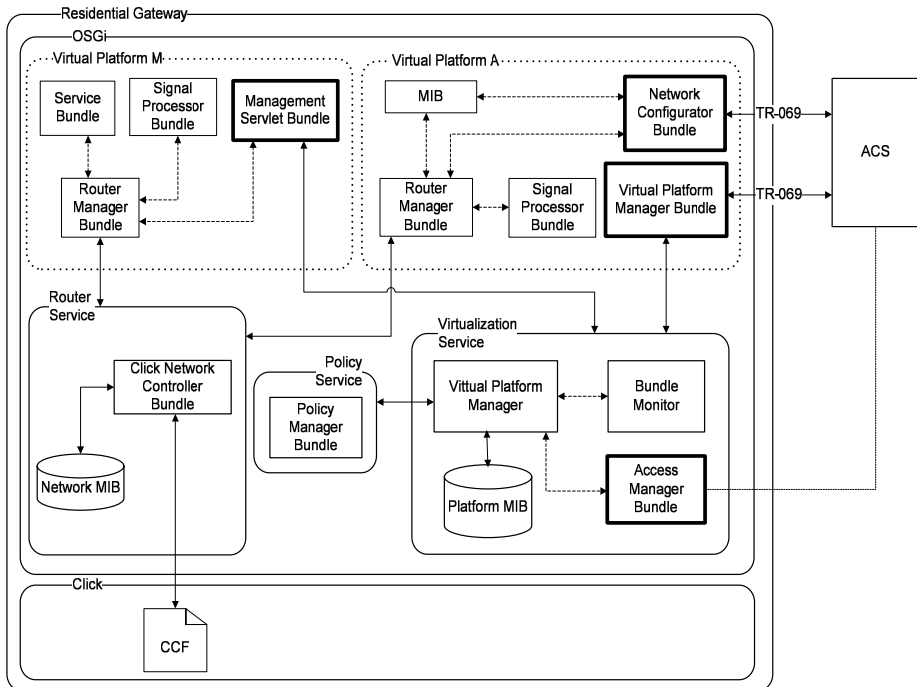 Residential Gateway
OSGi
Virtual Platform M
Service
Bundle
Signal
Processor
Bundle
Management
Servlet Bundle
Router
Manager
Bundle
Virtual Platform A
MIB
Network
Configurator
Bundle
Router
Manager
Bundle
Signal
Processor
Bundle
Virtual Platform
Manager Bundle
TR-069
TR-069
ACS
Router
Service
Click Network
Controller
Bundle
Network MIB
Policy
Service
Policy
Manager
Bundle
Virtualization
Service
Vittual Platform
Manager
Bundle
Monitor
Platform MIB
Access
Manager
Bundle
Click
CCF